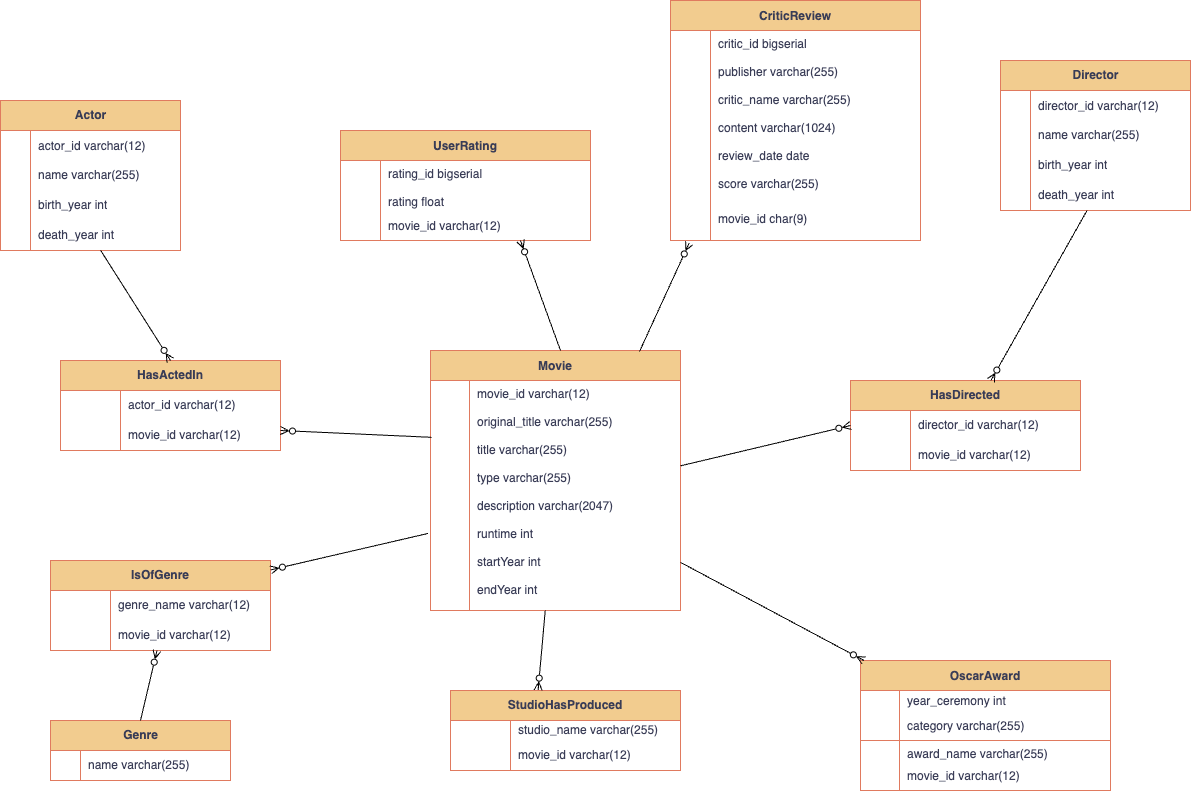 CriticReview
critic_id bigserial
publisher varchar(255)
critic_name varchar(255)
content varchar(1024)
review_date date
score varchar(255)
movie_id char(9)
Director
director_id varchar(12)
name varchar(255)
birth_year int
death_year int
Actor
actor_id varchar(12)
name varchar(255)
birth_year int
death_year int
UserRating
rating_id bigserial
rating float
movie_id varchar(12)
Movie
movie_id varchar(12)
original_title varchar(255)
title varchar(255)
type varchar(255)
description varchar(2047)
runtime int
startYear int
endYear int
HasActedIn
actor_id varchar(12)
movie_id varchar(12)
HasDirected
director_id varchar(12)
movie_id varchar(12)
IsOfGenre
genre_name varchar(12)
movie_id varchar(12)
Genre
name varchar(255)
StudioHasProduced
studio_name varchar(255)
movie_id varchar(12)
OscarAward
year_ceremony int
category varchar(255)
award_name varchar(255)
movie_id varchar(12)